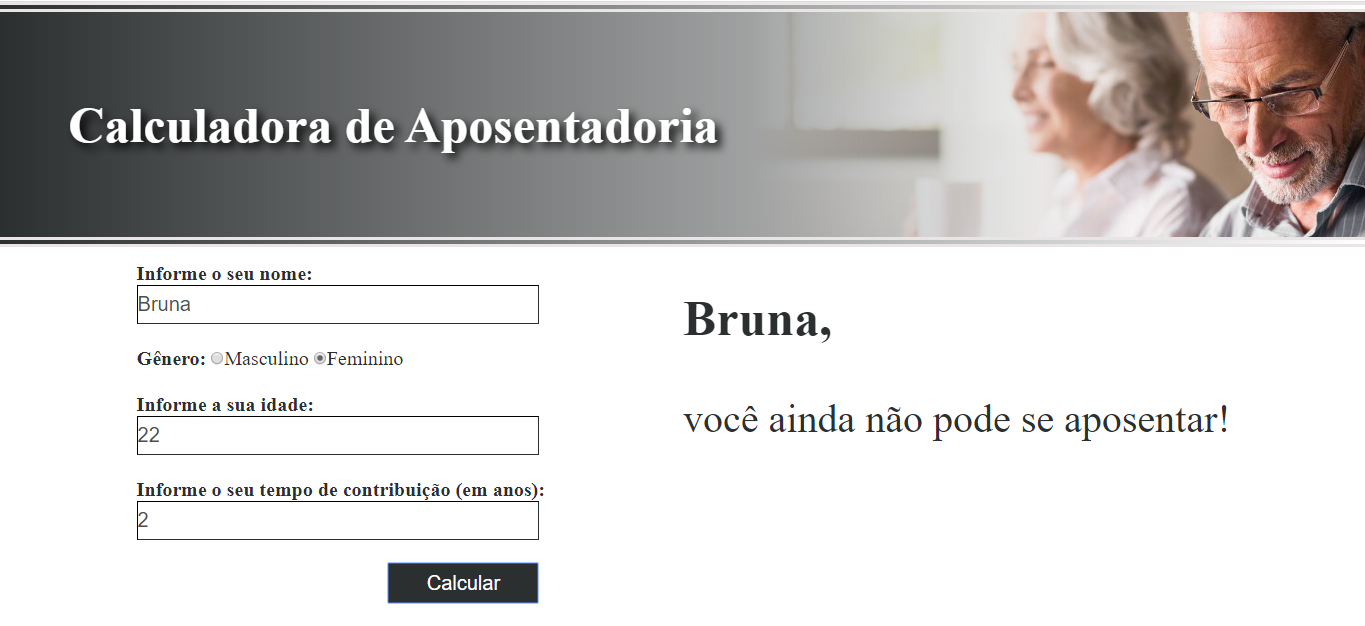 Calculadora de Aposentadoria
Informe o seu nome:
Bruna
Gênero: Masculino Feminino
Informe a sua idade:
22
Informe o seu tempo de contribuição (em anos):
2
Calcular
Bruna,
você ainda não pode se aposentar!